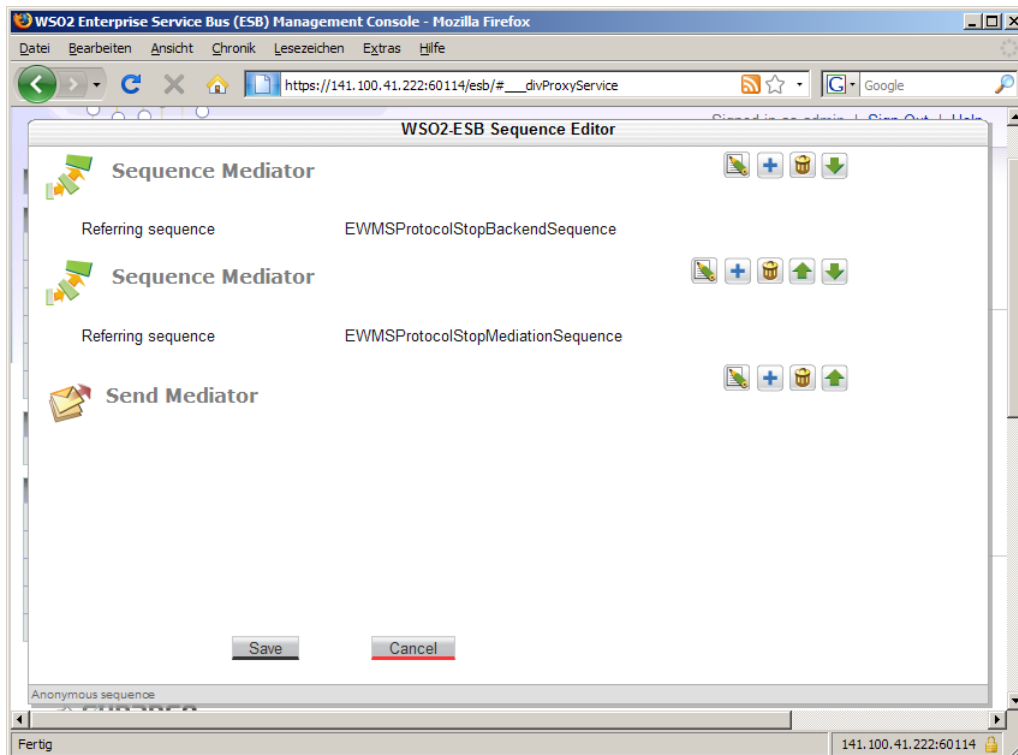 WSO2 Enterprise Service Bus (ESB) Management Console - Mozilla Firefox
Datei Bearbeiten Ansicht Chronik Lesezeichen Extras Hilfe
https://141.100.41.222:60114/esb/#___divProxyService
G Google
WSO2-ESB Sequence Editor
Sequence Mediator
Referring sequence EWMSProtocolStopBackendSequence
Sequence Mediator
Referring sequence EWMSProtocolStopMediationSequence
Send Mediator
Save Cancel
Anonymous sequence
Fertig 141.100.41.222:60114